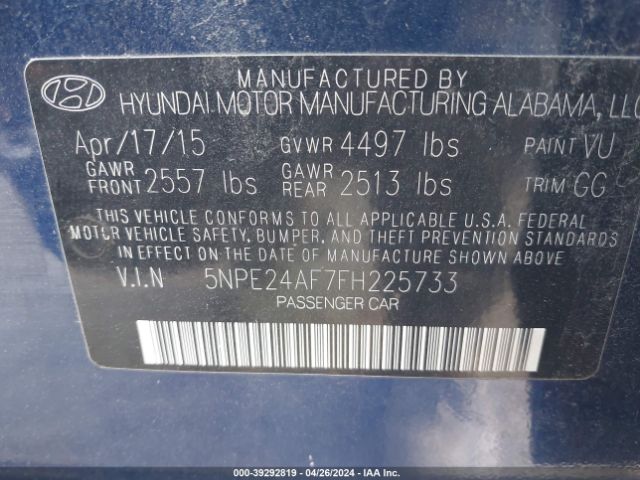 MANUFACTURED BY
HYUNDAI MOTOR MANUFACTURING ALABAMA, LLC
Apr/17/15 GVWR 4497 lbs PAINT VU
GAWR FRONT 2557 lbs GAWR REAR 2513 lbs TRIM GG
THIS VEHICLE CONFORMS TO ALL APPLICABLE U.S.A. FEDERAL
MOTOR VEHICLE SAFETY, BUMPER, AND THEFT PREVENTION STANDARDS
IN EFFECT ON THE DATE OF MANUFACTURE SHOWN ABOVE.
V.I.N 5NPE24AF7FH225733
PASSENGER CAR
000-39292819 - 04/26/2024 - IAA Inc.